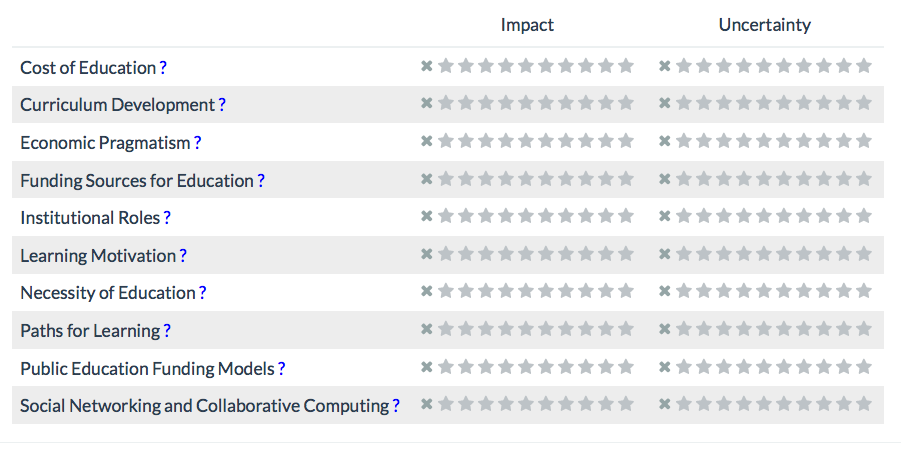 Impact Uncertainty
Cost of Education ?
Curriculum Development ?
Economic Pragmatism ?
Funding Sources for Education ?
Institutional Roles ?
Learning Motivation ?
Necessity of Education ?
Paths for Learning ?
Public Education Funding Models ?
Social Networking and Collaborative Computing ?